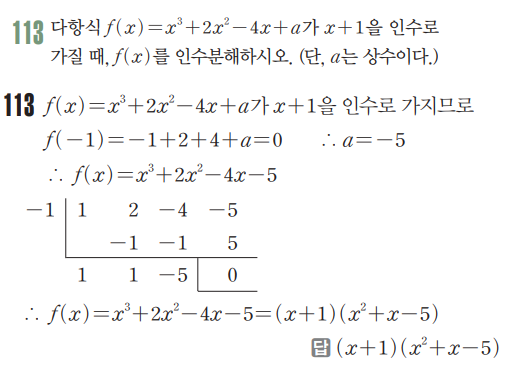 113 다항식 f(x)=x³+2x²-4x+a가 x+1을 인수로
가질 때, f(x)를 인수분해하시오. (단, a는 상수이다.)
113 f(x)=x³+2x²-4x+a가 x+1을 인수로 가지므로
f(-1)=-1+2+4+a=0 ∴ a=-5
∴ f(x)=x³+2x²-4x-5
-1 1 2 -4 -5
-1 -1 5
1 1 -5 0
∴ f(x)=x³+2x²-4x-5=(x+1)(x²+x-5)
답 (x+1)(x²+x-5)